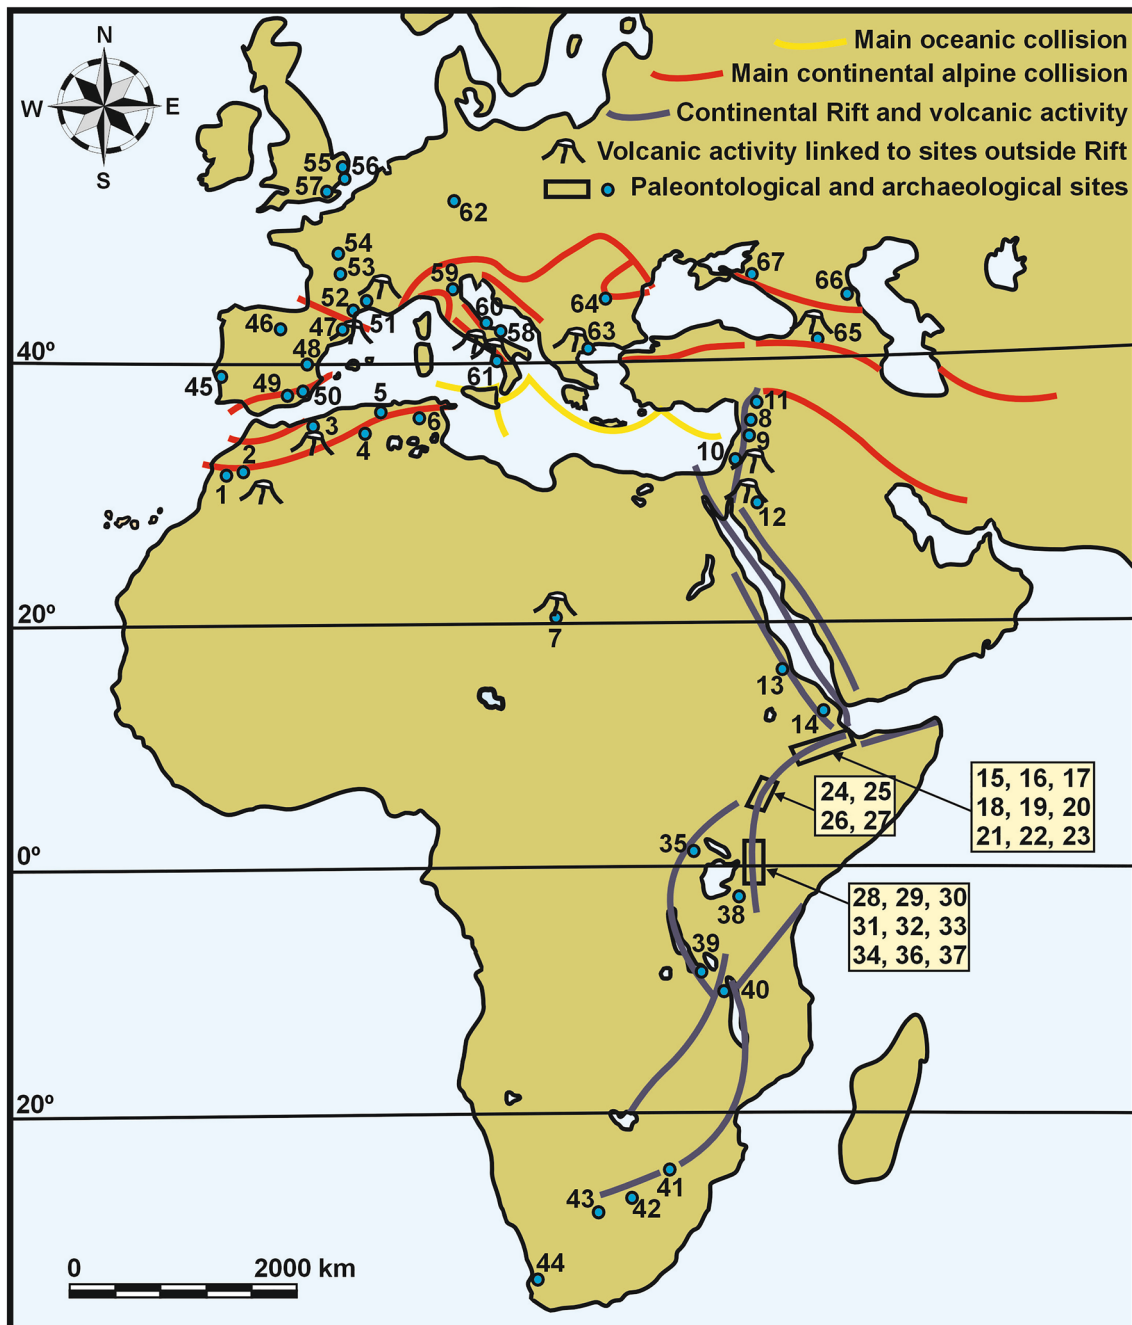 N
W
E
S
Main oceanic collision
Main continental alpine collision
Continental Rift and volcanic activity
Volcanic activity linked to sites outside Rift
Paleontological and archaeological sites
55
56
57
62
54
53
59
67
66
52
51
64
60
46
47
58
63
65
40º
48
61
45
49
50
5
11
3
6
8
2
4
9
10
1
12
20º
7
13
14
15, 16, 17
18, 19, 20
21, 22, 23
24, 25
26, 27
35
0º
28, 29, 30
31, 32, 33
34, 36, 37
38
39
40
20º
41
43
42
44
0
2000 km